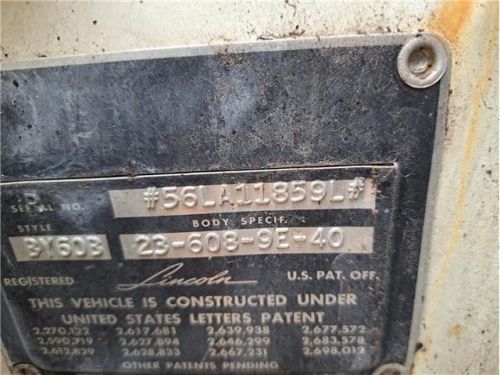 SERIAL NO. #56LA11859L#
STYLE BODY SPECIF.
BY60B 23-608-9E-40
REGISTERED Lincoln U.S. PAT. OFF.
THIS VEHICLE IS CONSTRUCTED UNDER
UNITED STATES LETTERS PATENT
2,270,122 2,617,681 2,639,938 2,677,572
2,590,719 2,627,894 2,646,299 2,683,578
2,612,829 2,628,833 2,667,231 2,698,012
OTHER PATENTS PENDING